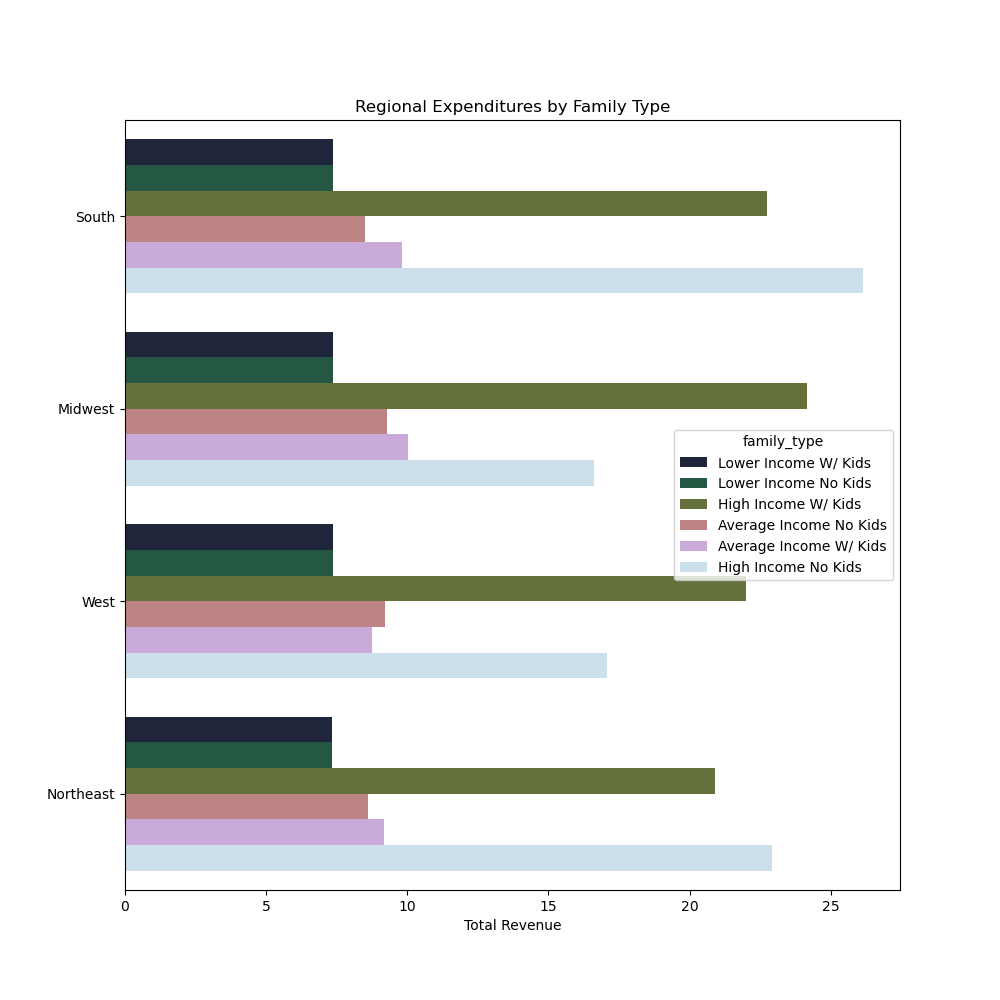 Regional Expenditures by Family Type
South
Midwest
West
Northeast
family_type
Lower Income W/ Kids
Lower Income No Kids
High Income W/ Kids
Average Income No Kids
Average Income W/ Kids
High Income No Kids
0 5 10 15 20 25
Total Revenue